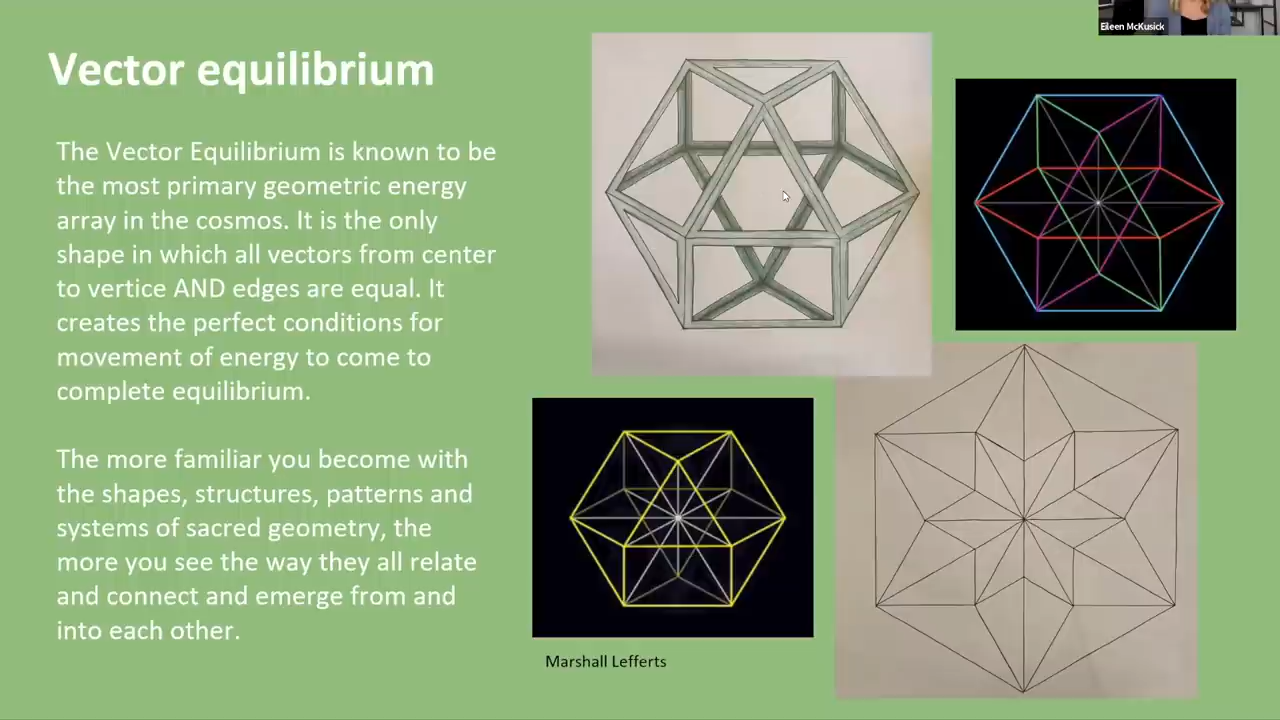 Eileen McKusick
Vector equilibrium
The Vector Equilibrium is known to be
the most primary geometric energy
array in the cosmos. It is the only
shape in which all vectors from center
to vertice AND edges are equal. It
creates the perfect conditions for
movement of energy to come to
complete equilibrium.
The more familiar you become with
the shapes, structures, patterns and
systems of sacred geometry, the
more you see the way they all relate
and connect and emerge from and
into each other.
Marshall Lefferts